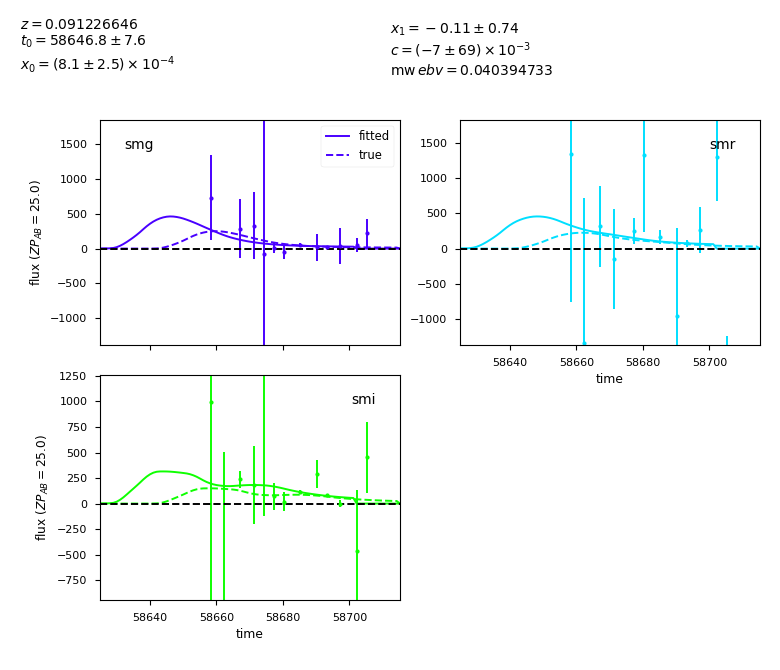 z = 0.091226646
t₀ = 58646.8 ± 7.6
x₀ = (8.1 ± 2.5) × 10⁻⁴
x₁ = −0.11 ± 0.74
c = (−7 ± 69) × 10⁻³
mw ebv = 0.040394733
smg
fitted
true
1500
1000
500
0
−500
−1000
flux (ZP_AB = 25.0)
smr
1500
1000
500
0
−500
−1000
58640 58660 58680 58700
time
smi
1250
1000
750
500
250
0
−250
−500
−750
flux (ZP_AB = 25.0)
58640 58660 58680 58700
time